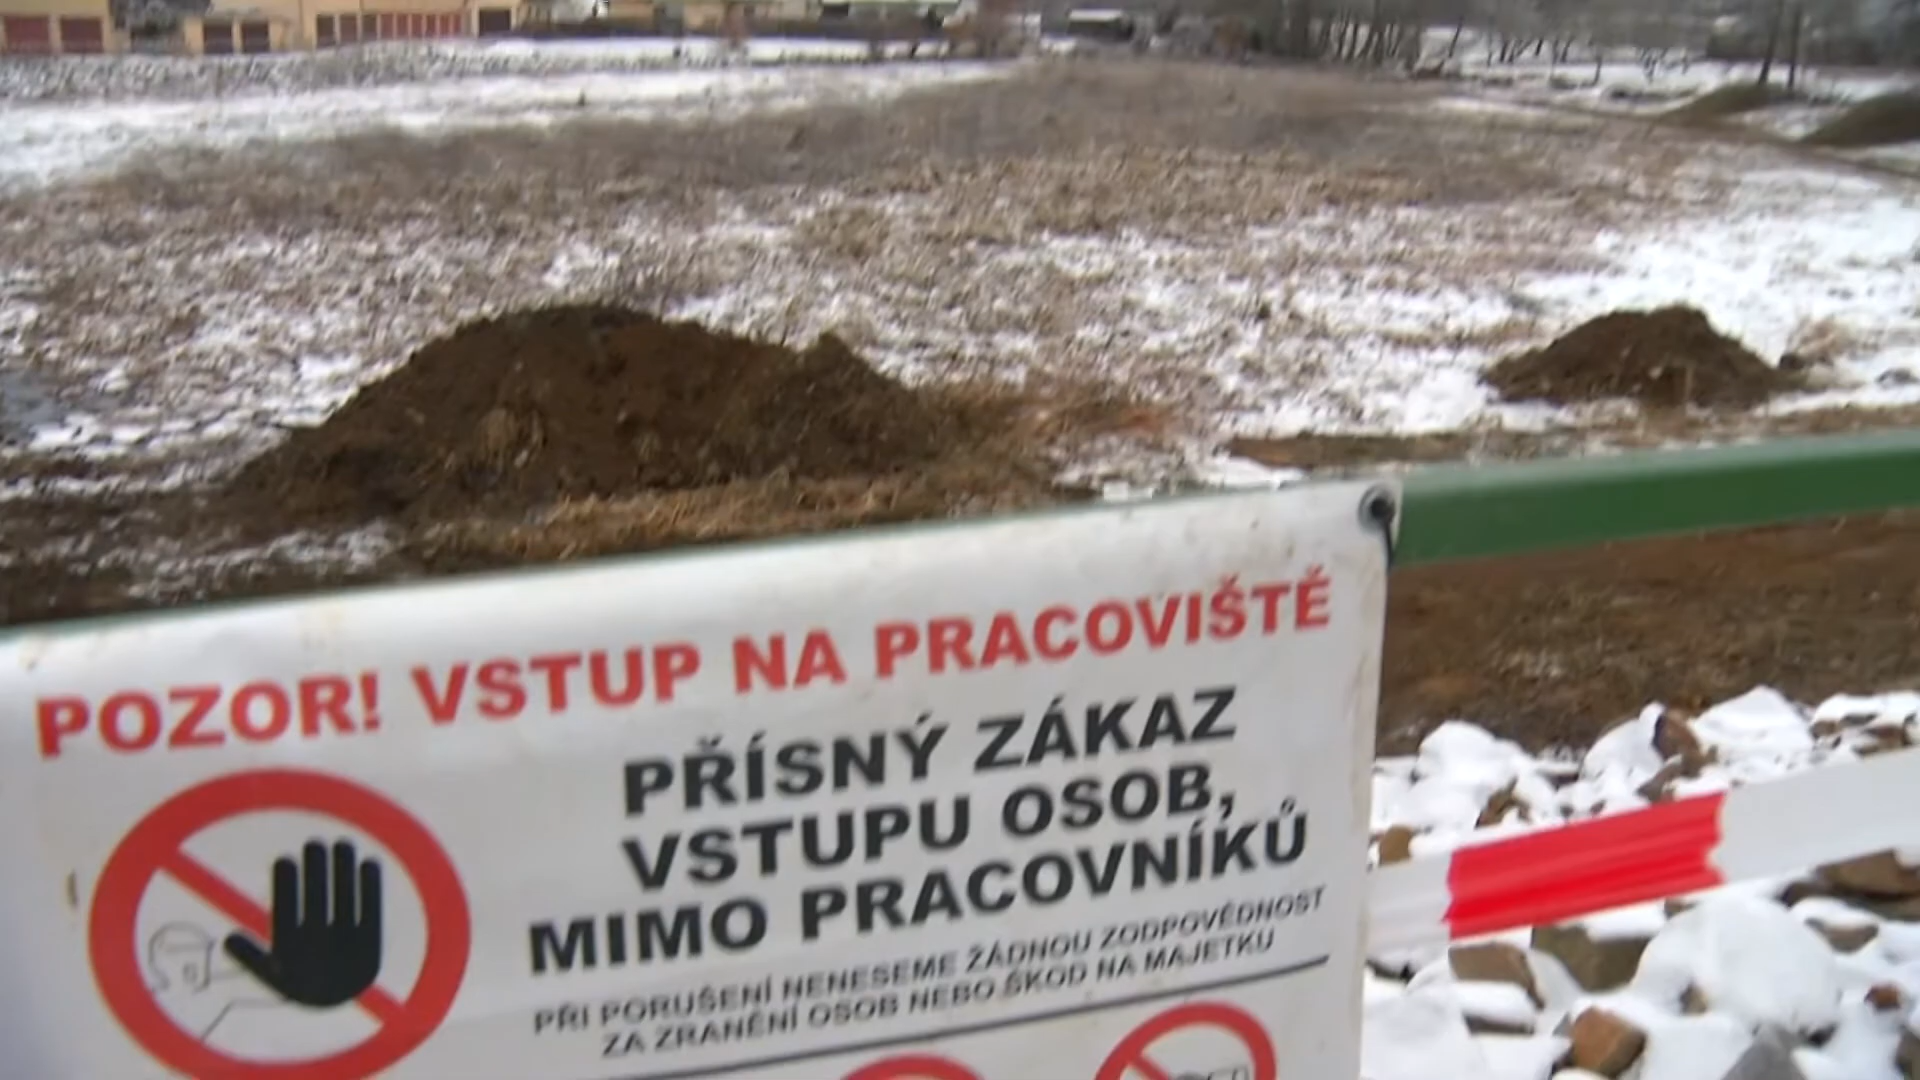 POZOR! VSTUP NA PRACOVIŠTĚ
PŘÍSNÝ ZÁKAZ
VSTUPU OSOB,
MIMO PRACOVNÍKŮ
PŘI PORUŠENÍ NENESEME ŽÁDNOU ZODPOVĚDNOST
ZA ZRANĚNÍ OSOB NEBO ŠKOD NA MAJETKU